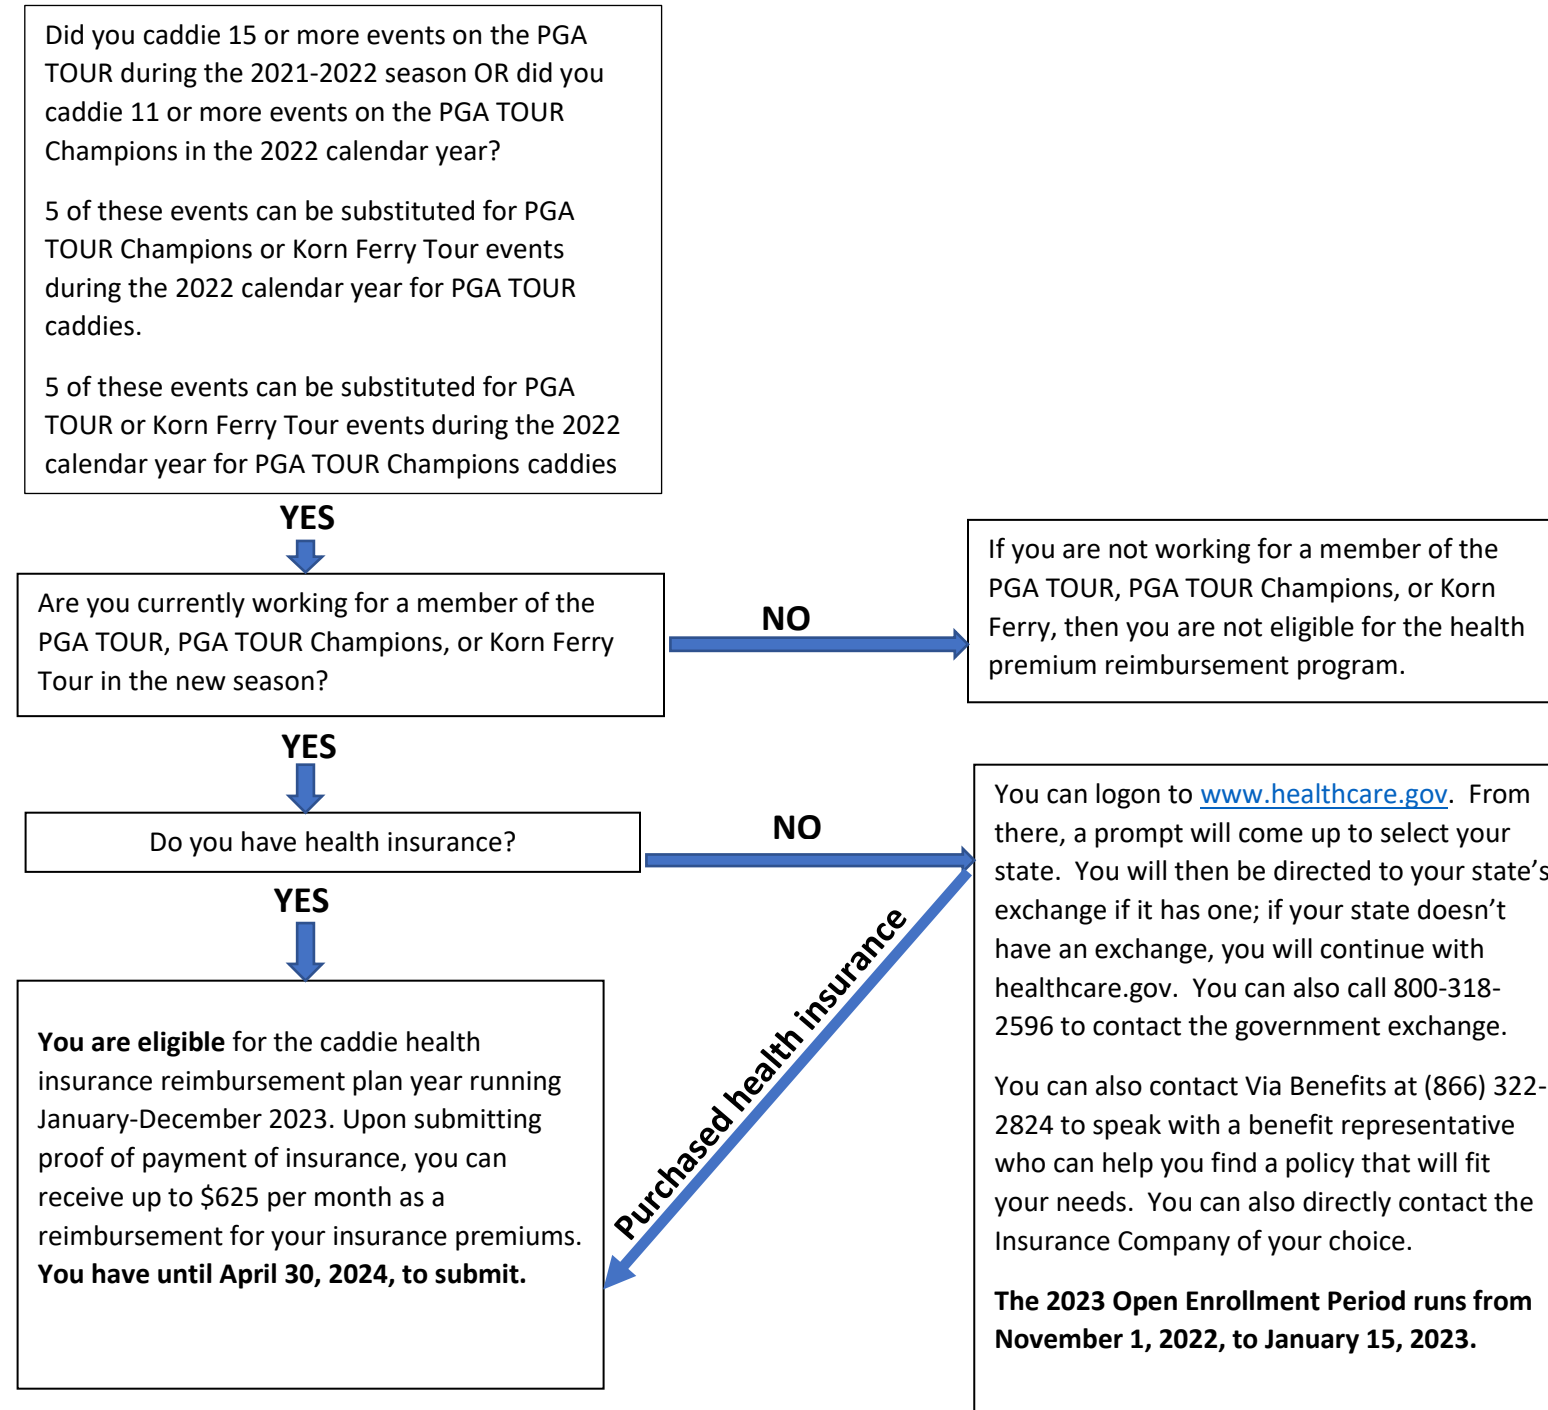 Did you caddie 15 or more events on the PGA
TOUR during the 2021-2022 season OR did you
caddie 11 or more events on the PGA TOUR
Champions in the 2022 calendar year?
5 of these events can be substituted for PGA
TOUR Champions or Korn Ferry Tour events
during the 2022 calendar year for PGA TOUR
caddies.
5 of these events can be substituted for PGA
TOUR or Korn Ferry Tour events during the 2022
calendar year for PGA TOUR Champions caddies
YES
Are you currently working for a member of the
PGA TOUR, PGA TOUR Champions, or Korn Ferry
Tour in the new season?
NO
If you are not working for a member of the
PGA TOUR, PGA TOUR Champions, or Korn
Ferry, then you are not eligible for the health
premium reimbursement program.
YES
Do you have health insurance?
NO
You can logon to www.healthcare.gov. From
there, a prompt will come up to select your
state. You will then be directed to your state's
exchange if it has one; if your state doesn't
have an exchange, you will continue with
healthcare.gov. You can also call 800-318-
2596 to contact the government exchange.
You can also contact Via Benefits at (866) 322-
2824 to speak with a benefit representative
who can help you find a policy that will fit
your needs. You can also directly contact the
Insurance Company of your choice.
The 2023 Open Enrollment Period runs from
November 1, 2022, to January 15, 2023.
Purchased health insurance
YES
You are eligible for the caddie health
insurance reimbursement plan year running
January-December 2023. Upon submitting
proof of payment of insurance, you can
receive up to $625 per month as a
reimbursement for your insurance premiums.
You have until April 30, 2024, to submit.